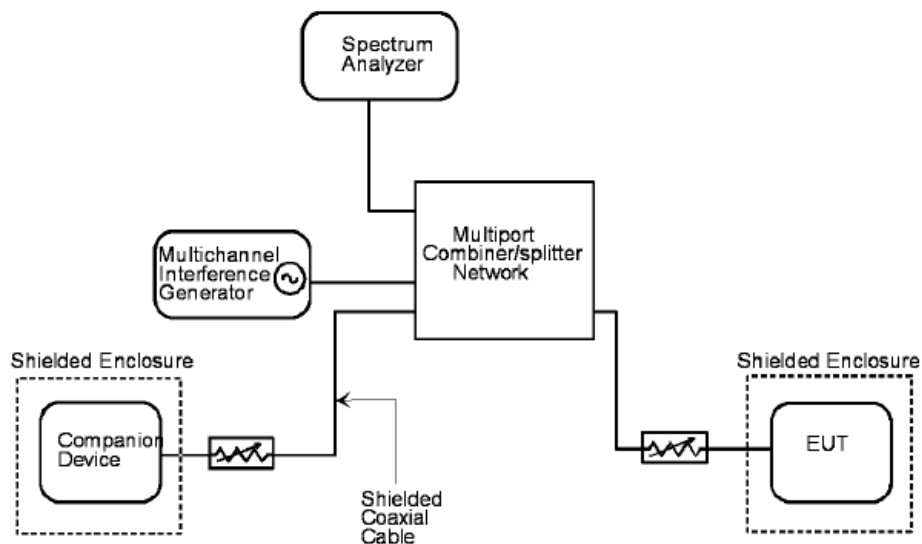 Spectrum
Analyzer
Multiport
Combiner/splitter
Network
Multichannel
Interference
Generator
Shielded Enclosure
Shielded Enclosure
Companion
Device
EUT
Shielded
Coaxial
Cable